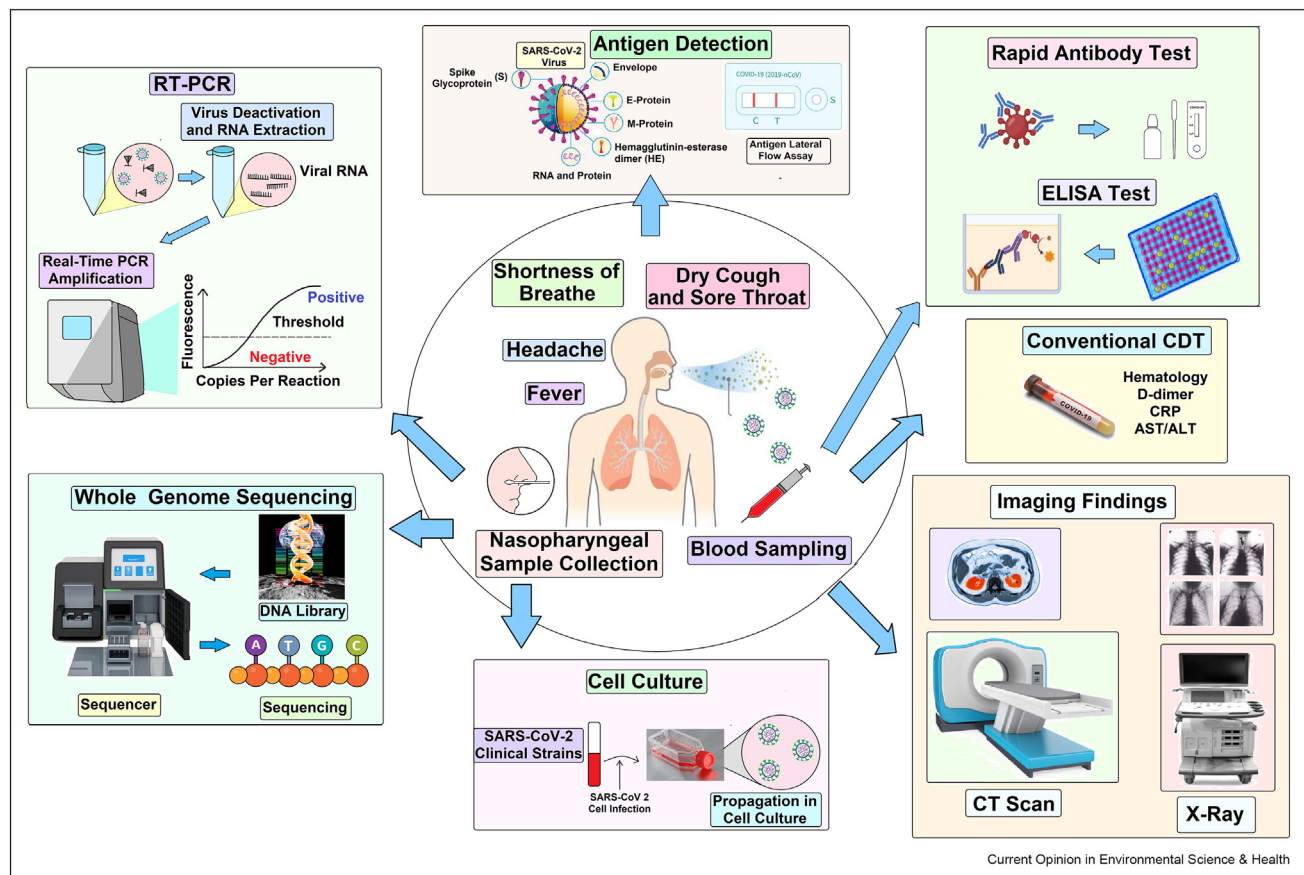 RT-PCR
Virus Deactivation
and RNA Extraction
Viral RNA
Real-Time PCR
Amplification
Fluorescence
Positive
Threshold
Negative
Copies Per Reaction
Antigen Detection
SARS-CoV-2
Virus
Spike
Glycoprotein
(S)
Envelope
E-Protein
M-Protein
Hemagglutinin-esterase
dimer (HE)
RNA and Protein
COVID-19 (2019-nCoV)
C
T
S
Antigen Lateral
Flow Assay
Rapid Antibody Test
ELISA Test
Shortness of
Breathe
Dry Cough
and Sore Throat
Headache
Fever
Nasopharyngeal
Sample Collection
Blood Sampling
Conventional CDT
COVID-19
Hematology
D-dimer
CRP
AST/ALT
Whole Genome Sequencing
DNA Library
A
T
G
C
Sequencer
Sequencing
Cell Culture
SARS-CoV-2
Clinical Strains
SARS-CoV 2
Cell Infection
Propagation in
Cell Culture
Imaging Findings
CT Scan
X-Ray
Current Opinion in Environmental Science & Health